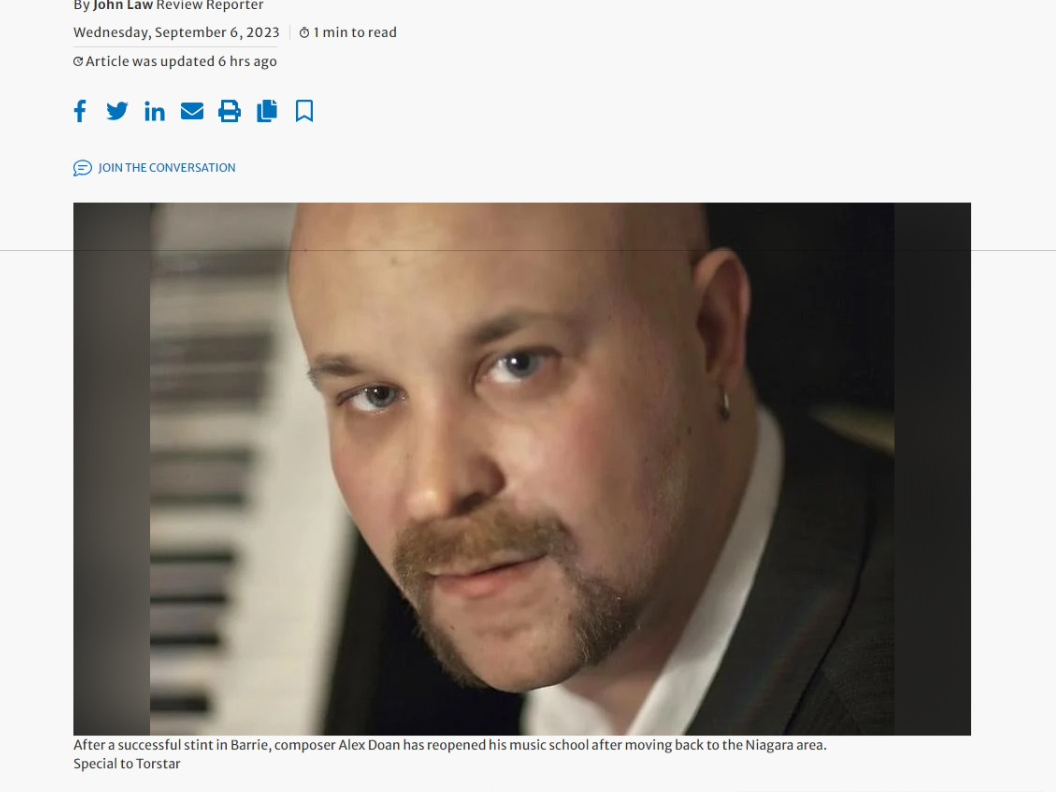 By John Law Review Reporter
Wednesday, September 6, 2023 1 min to read
Article was updated 6 hrs ago
JOIN THE CONVERSATION
After a successful stint in Barrie, composer Alex Doan has reopened his music school after moving back to the Niagara area.
Special to Torstar